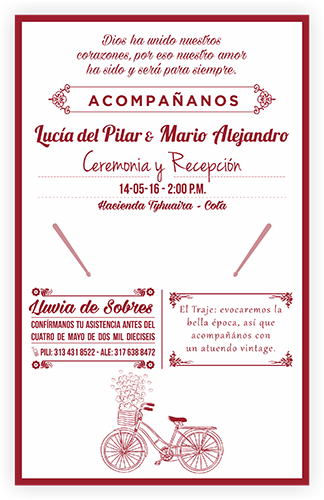 Dios ha unido nuestros
corazones, por eso nuestro amor
ha sido y será para siempre.
ACOMPAÑANOS
Lucía del Pilar & Mario Alejandro
Ceremonia y Recepción
14-05-16 - 2:00 P.M.
Hacienda Tyhuaira - Cota
Lluvia de Sobres
CONFÍRMANOS TU ASISTENCIA ANTES DEL
CUATRO DE MAYO DE DOS MIL DIECISEIS
PILI: 313 431 8522 - ALE: 317 638 8472
El Traje: evocaremos la
bella época, así que
acompáñanos con
un atuendo vintage.